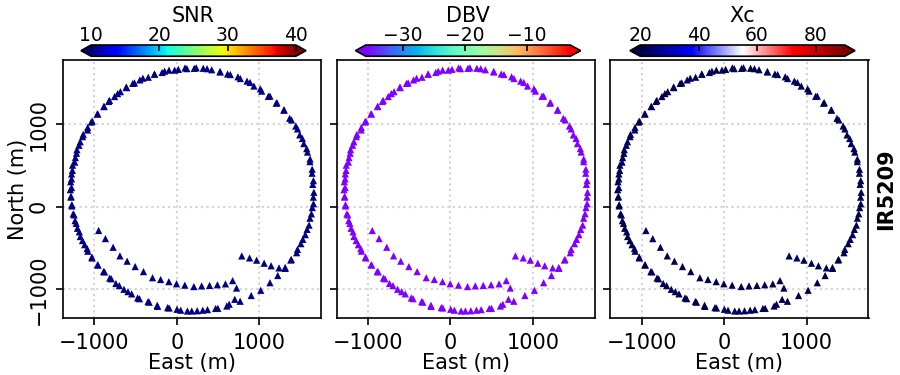 SNR DBV Xc
10 20 30 40 −30 −20 −10 20 40 60 80
North (m)
1000
0
−1000
IR5209
−1000 0 1000 −1000 0 1000 −1000 0 1000
East (m) East (m) East (m)